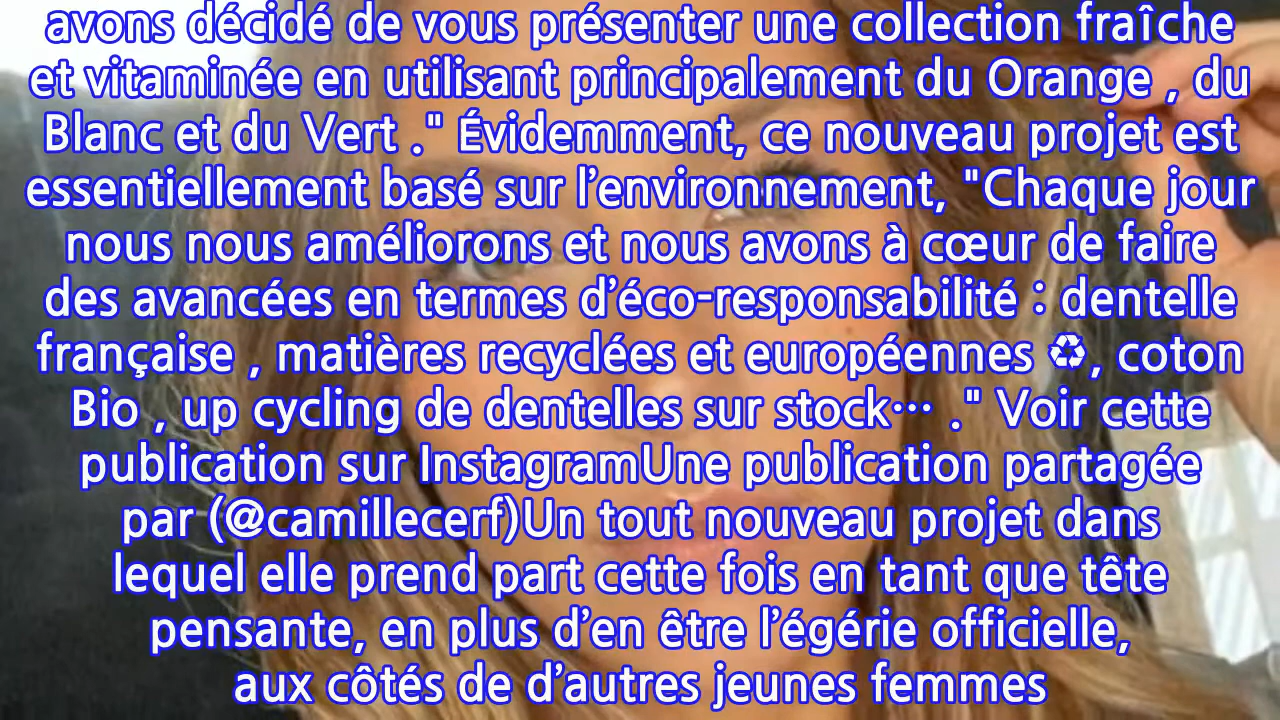 avons décidé de vous présenter une collection fraîche
et vitaminée en utilisant principalement du Orange , du
Blanc et du Vert ." Évidemment, ce nouveau projet est
essentiellement basé sur l’environnement, "Chaque jour
nous nous améliorons et nous avons à cœur de faire
des avancées en termes d’éco-responsabilité : dentelle
française , matières recyclées et européennes ♻, coton
Bio , up cycling de dentelles sur stock… ." Voir cette
publication sur InstagramUne publication partagée
par (@camillecerf)Un tout nouveau projet dans
lequel elle prend part cette fois en tant que tête
pensante, en plus d’en être l’égérie officielle,
aux côtés de d’autres jeunes femmes